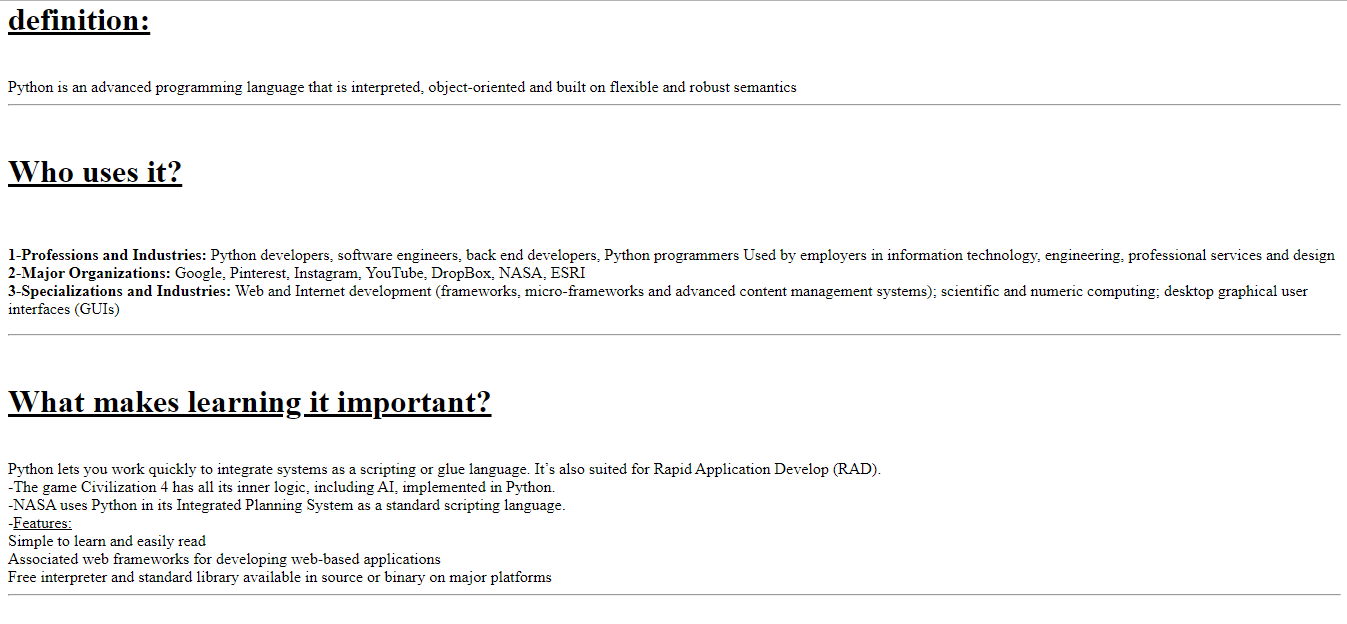 definition:
Python is an advanced programming language that is interpreted, object-oriented and built on flexible and robust semantics
Who uses it?
1-Professions and Industries: Python developers, software engineers, back end developers, Python programmers Used by employers in information technology, engineering, professional services and design
2-Major Organizations: Google, Pinterest, Instagram, YouTube, DropBox, NASA, ESRI
3-Specializations and Industries: Web and Internet development (frameworks, micro-frameworks and advanced content management systems); scientific and numeric computing; desktop graphical user
interfaces (GUIs)
What makes learning it important?
Python lets you work quickly to integrate systems as a scripting or glue language. It’s also suited for Rapid Application Develop (RAD).
-The game Civilization 4 has all its inner logic, including AI, implemented in Python.
-NASA uses Python in its Integrated Planning System as a standard scripting language.
-Features:
Simple to learn and easily read
Associated web frameworks for developing web-based applications
Free interpreter and standard library available in source or binary on major platforms